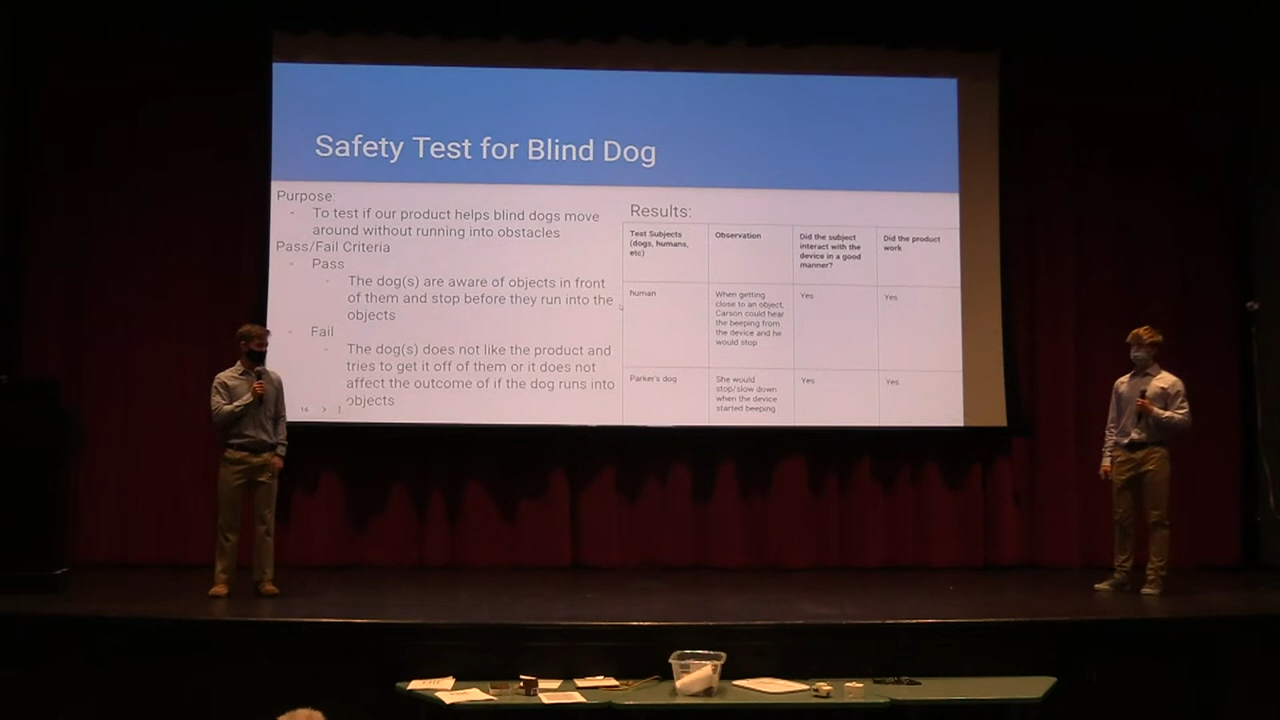 Safety Test for Blind Dog
Purpose:
- To test if our product helps blind dogs move
around without running into obstacles
Pass/Fail Criteria
- Pass
- The dog(s) are aware of objects in front
of them and stop before they run into the
objects
- Fail
- The dog(s) does not like the product and
tries to get it off of them or it does not
affect the outcome of if the dog runs into
objects
16
Results:
Test Subjects
(dogs, humans,
etc)
Observation
Did the subject
interact with the
device in a good
manner?
Did the product
work
human
When getting
close to an object,
Carson could hear
the beeping from
the device and he
would stop
Yes
Yes
Parker's dog
She would
stop/slow down
when the device
started beeping
Yes
Yes